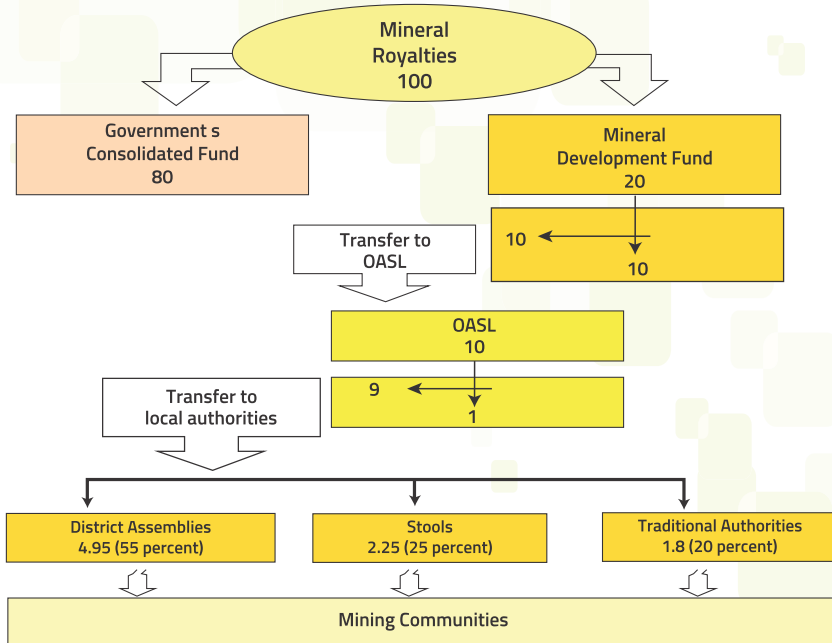 Mineral
Royalties
100
Government s
Consolidated Fund
80
Mineral
Development Fund
20
10
10
Transfer to
OASL
OASL
10
9
1
Transfer to
local authorities
District Assemblies
4.95 (55 percent)
Stools
2.25 (25 percent)
Traditional Authorities
1.8 (20 percent)
Mining Communities